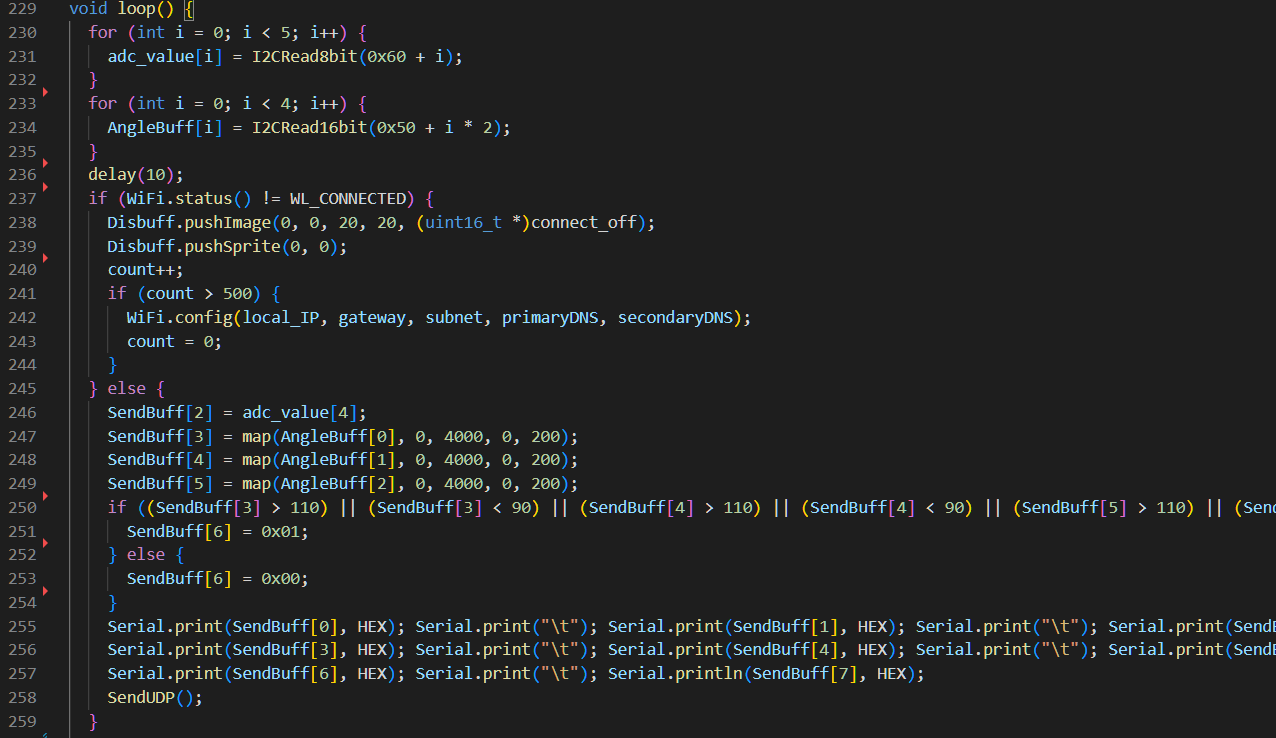 229 void loop() {
230 for (int i = 0; i < 5; i++) {
231 adc_value[i] = I2CRead8bit(0x60 + i);
232 }
233 for (int i = 0; i < 4; i++) {
234 AngleBuff[i] = I2CRead16bit(0x50 + i * 2);
235 }
236 delay(10);
237 if (WiFi.status() != WL_CONNECTED) {
238 Disbuff.pushImage(0, 0, 20, 20, (uint16_t *)connect_off);
239 Disbuff.pushSprite(0, 0);
240 count++;
241 if (count > 500) {
242 WiFi.config(local_IP, gateway, subnet, primaryDNS, secondaryDNS);
243 count = 0;
244 }
245 } else {
246 SendBuff[2] = adc_value[4];
247 SendBuff[3] = map(AngleBuff[0], 0, 4000, 0, 200);
248 SendBuff[4] = map(AngleBuff[1], 0, 4000, 0, 200);
249 SendBuff[5] = map(AngleBuff[2], 0, 4000, 0, 200);
250 if ((SendBuff[3] > 110) || (SendBuff[3] < 90) || (SendBuff[4] > 110) || (SendBuff[4] < 90) || (SendBuff[5] > 110) || (Sen
251 SendBuff[6] = 0x01;
252 } else {
253 SendBuff[6] = 0x00;
254 }
255 Serial.print(SendBuff[0], HEX); Serial.print("\t"); Serial.print(SendBuff[1], HEX); Serial.print("\t"); Serial.print(Send
256 Serial.print(SendBuff[3], HEX); Serial.print("\t"); Serial.print(SendBuff[4], HEX); Serial.print("\t"); Serial.print(Send
257 Serial.print(SendBuff[6], HEX); Serial.print("\t"); Serial.println(SendBuff[7], HEX);
258 SendUDP();
259 }